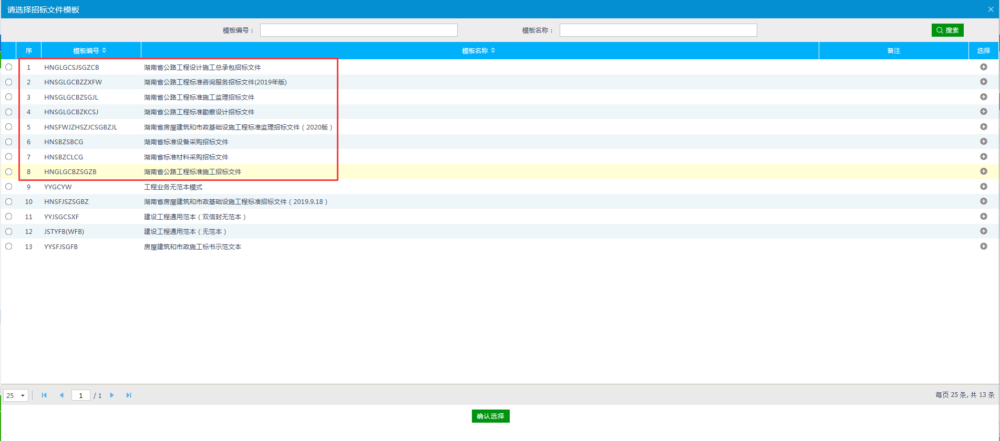 请选择招标文件模板
模板编号： 模板名称： 搜索
序 模板编号 模板名称 备注 选择
1 HNGLGCSJSGZCB 湖南省公路工程设计施工总承包招标文件
2 HNSGLGCBZZXFW 湖南省公路工程标准咨询服务招标文件(2019年版)
3 HNSGLGCBZSGJL 湖南省公路工程标准施工监理招标文件
4 HNSGLGCBZKCSJ 湖南省公路工程标准勘察设计招标文件
5 HNSFWJZHSZJCSGBZJL 湖南省房屋建筑和市政基础设施工程标准监理招标文件（2020版）
6 HNSBZSBCG 湖南省标准设备采购招标文件
7 HNSBZCLCG 湖南省标准材料采购招标文件
8 HNGLGCBZSGZB 湖南省公路工程标准施工招标文件
9 YYGCYW 工程业务无范本模式
10 HNSFJSZSGBZ 湖南省房屋建筑和市政基础设施工程标准招标文件（2019.9.18）
11 YYJSGCSXF 建设工程通用范本（双信封无范本）
12 JSTYFB(WFB) 建设工程通用范本（无范本）
13 YYSFJSGFB 房屋建筑和市政施工标书示范文本
25 1 / 1 每页 25 条, 共 13 条
确认选择